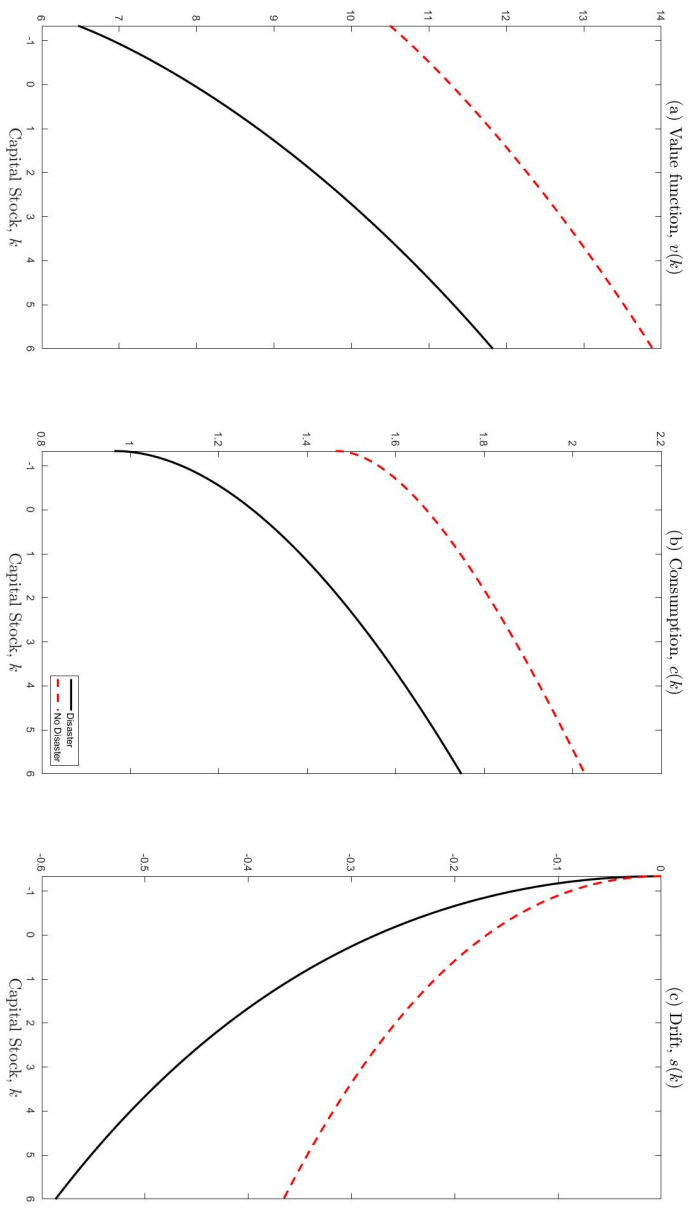 (a) Value function, v(k)
14
13
12
11
10
9
8
7
6
-1 0 1 2 3 4 5 6
Capital Stock, k
(b) Consumption, c(k)
2.2
2
1.8
1.6
1.4
1.2
1
0.8
-1 0 1 2 3 4 5 6
Capital Stock, k
Disaster
No Disaster
(c) Drift, s(k)
0
-0.1
-0.2
-0.3
-0.4
-0.5
-0.6
-1 0 1 2 3 4 5 6
Capital Stock, k